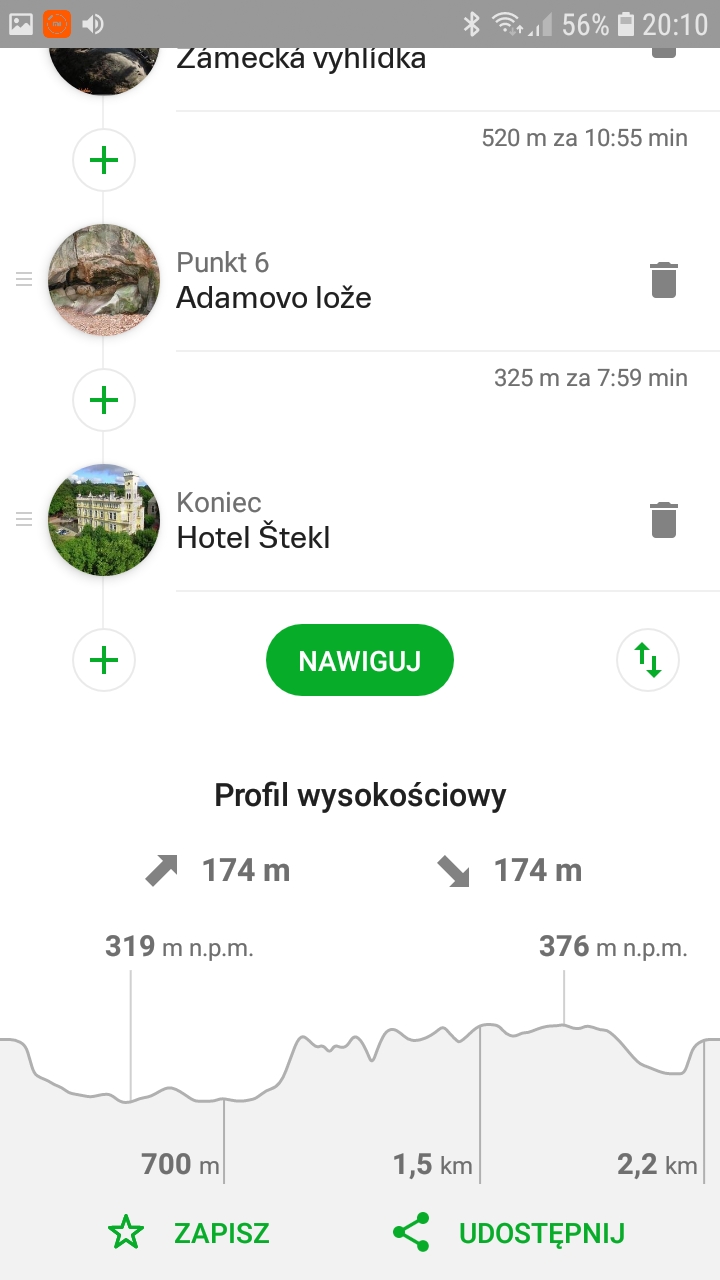 56% 20:10
Zámecká vyhlídka
520 m za 10:55 min
Punkt 6
Adamovo lože
325 m za 7:59 min
Koniec
Hotel Štekl
NAWIGUJ
Profil wysokościowy
174 m 174 m
319 m n.p.m. 376 m n.p.m.
700 m 1,5 km 2,2 km
ZAPISZ UDOSTĘPNIJ